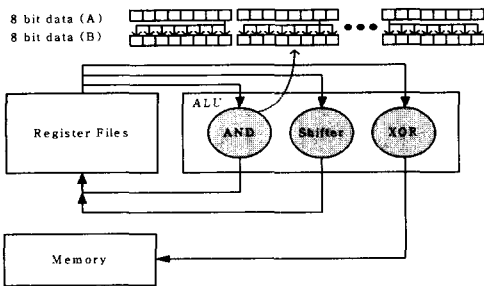 8 bit data (A)
8 bit data (B)
ALU
Register Files
AND
Shifter
XOR
Memory